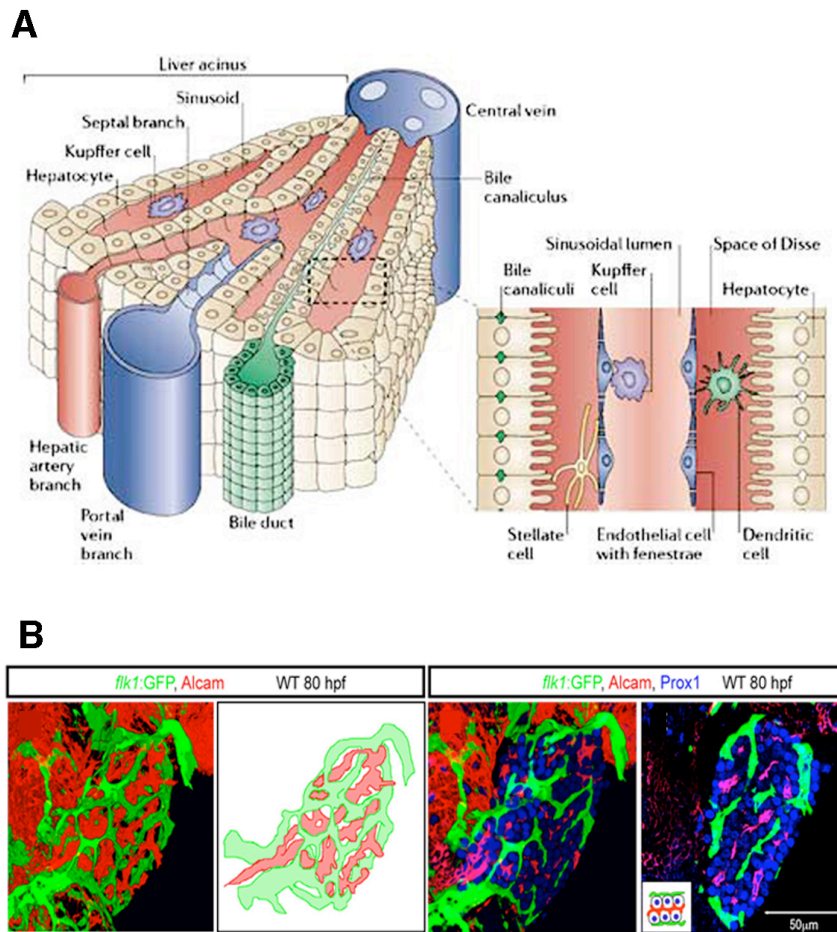 A
Liver acinus
Sinusoid
Septal branch
Kupffer cell
Hepatocyte
Central vein
Bile
canaliculus
Hepatic
artery
branch
Portal
vein
branch
Bile duct
Sinusoidal lumen
Space of Disse
Bile
canaliculi
Kupffer
cell
Hepatocyte
Stellate
cell
Endothelial cell
with fenestrae
Dendritic
cell
B
flk1:GFP, Alcam WT 80 hpf
flk1:GFP, Alcam, Prox1 WT 80 hpf
50µm